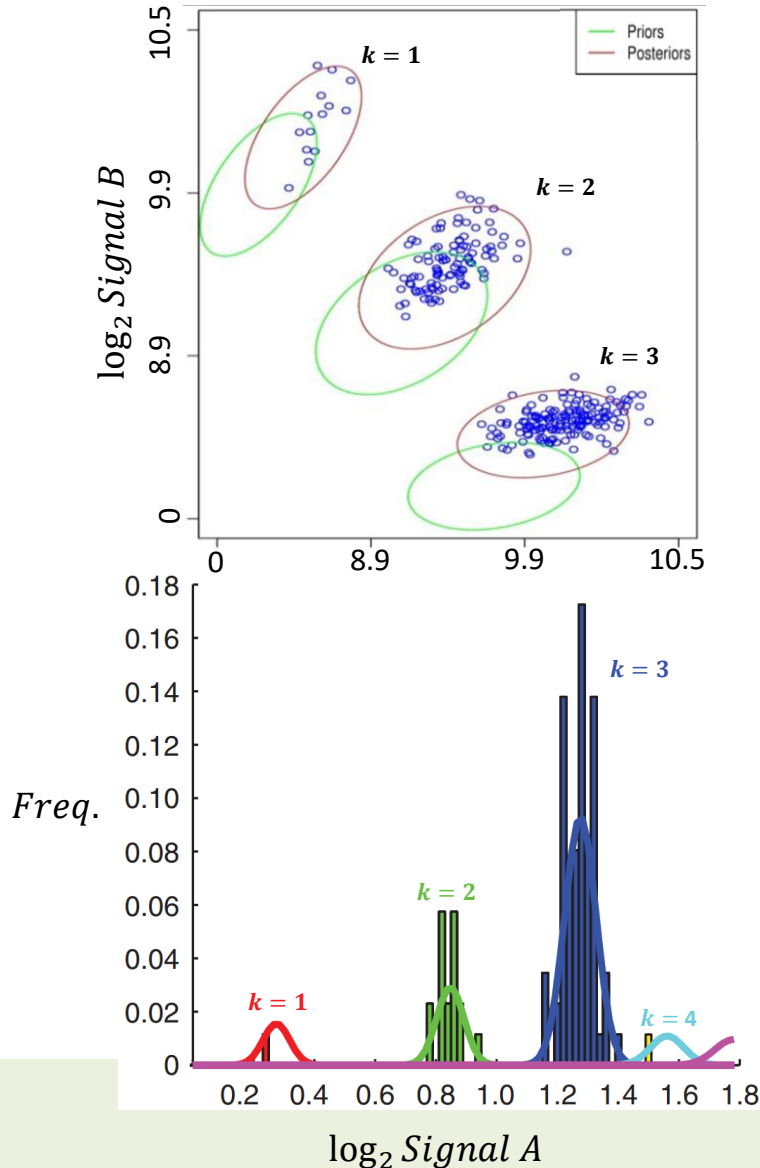 10.5
9.9
8.9
0
log₂ Signal B
Priors
Posteriors
k = 1
k = 2
k = 3
0 8.9 9.9 10.5
0.18
0.16
0.14
0.12
0.10
0.08
0.06
0.04
0.02
0
Freq.
k = 1
k = 2
k = 3
k = 4
0.2 0.4 0.6 0.8 1.0 1.2 1.4 1.6 1.8
log₂ Signal A